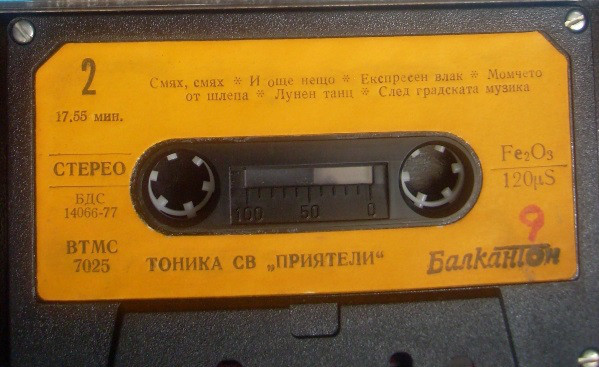 2
Смях, смях * И още нещо * Експресен влак * Момчето
от шлепа * Лунен танц * След градската музика
17,55 мин.
СТЕРЕО
БДС
14066-77
ВТМС
7025
100 50 0
Fe₂O₃
120μS
9
ТОНИКА СВ „ПРИЯТЕЛИ“
Балкантон